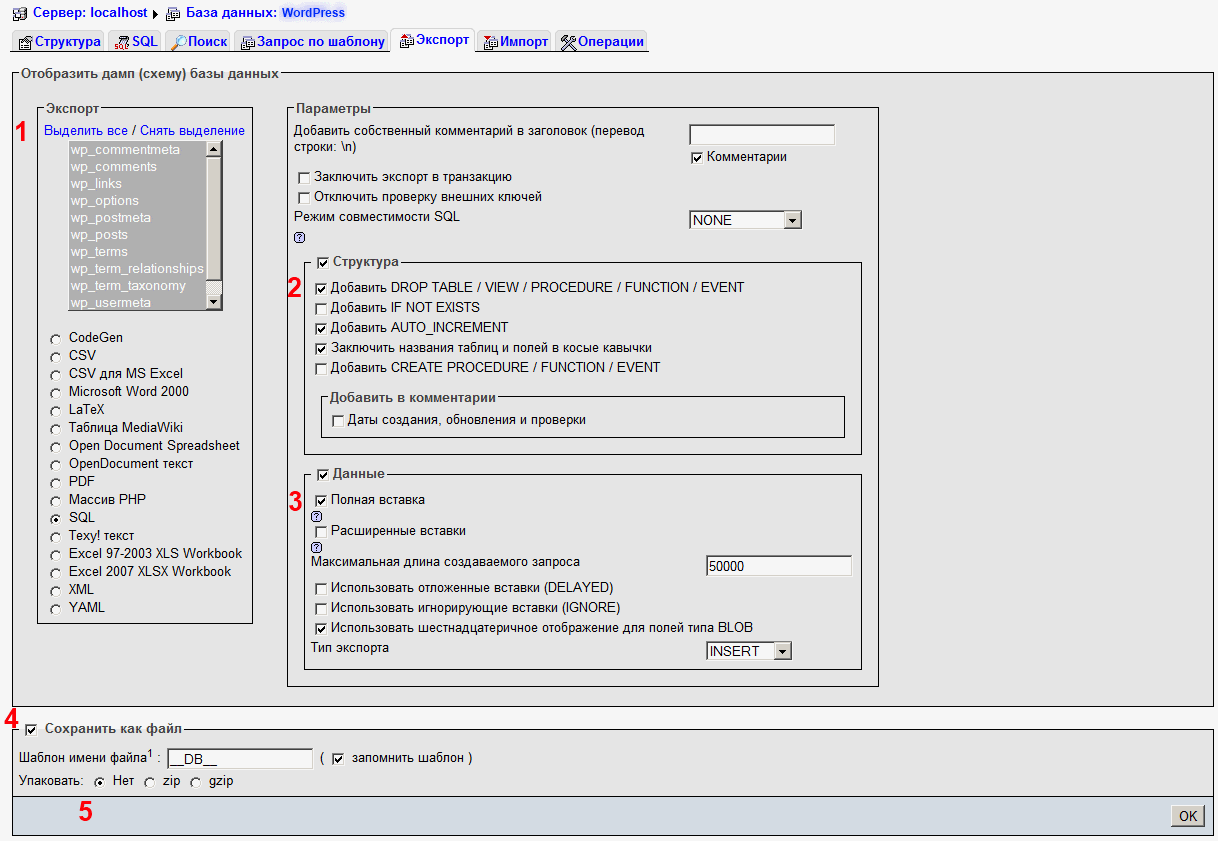 Сервер: localhost База данных: WordPress
Структура SQL Поиск Запрос по шаблону Экспорт Импорт Операции
Отобразить дамп (схему) базы данных
Экспорт
1
Выделить все / Снять выделение
wp_commentmeta
wp_comments
wp_links
wp_options
wp_postmeta
wp_posts
wp_terms
wp_term_relationships
wp_term_taxonomy
wp_usermeta
CodeGen
CSV
CSV для MS Excel
Microsoft Word 2000
LaTeX
Таблица MediaWiki
Open Document Spreadsheet
OpenDocument текст
PDF
Массив PHP
SQL
Texy! текст
Excel 97-2003 XLS Workbook
Excel 2007 XLSX Workbook
XML
YAML
Параметры
Добавить собственный комментарий в заголовок (перевод
строки: \n)
Комментарии
Заключить экспорт в транзакцию
Отключить проверку внешних ключей
Режим совместимости SQL NONE
?
Структура
2
Добавить DROP TABLE / VIEW / PROCEDURE / FUNCTION / EVENT
Добавить IF NOT EXISTS
Добавить AUTO_INCREMENT
Заключить названия таблиц и полей в косые кавычки
Добавить CREATE PROCEDURE / FUNCTION / EVENT
Добавить в комментарии
Даты создания, обновления и проверки
Данные
3
Полная вставка
?
Расширенные вставки
?
Максимальная длина создаваемого запроса 50000
Использовать отложенные вставки (DELAYED)
Использовать игнорирующие вставки (IGNORE)
Использовать шестнадцатеричное отображение для полей типа BLOB
Тип экспорта INSERT
4
Сохранить как файл
Шаблон имени файла1 : __DB__ ( запомнить шаблон )
Упаковать: Нет zip gzip
5
OK